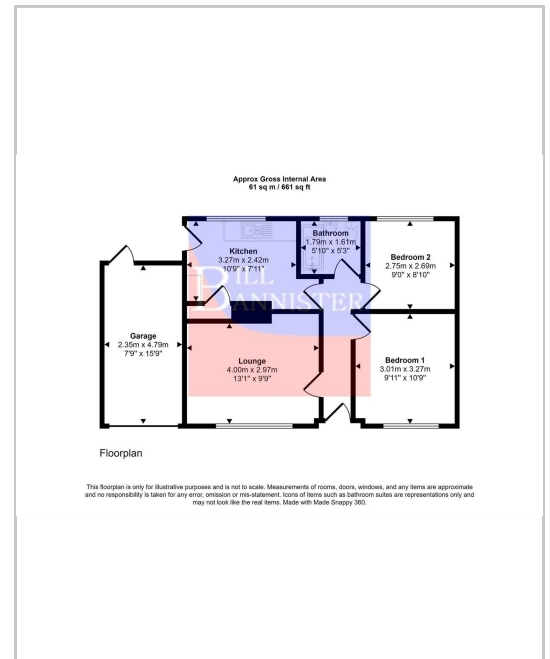 Approx Gross Internal Area
61 sq m / 661 sq ft
Kitchen
3.27m x 2.42m
10'9" x 7'11"
Bathroom
1.79m x 1.61m
5'10" x 5'3"
Bedroom 2
2.75m x 2.69m
9'0" x 8'10"
BILL
BANNISTER
Garage
2.35m x 4.79m
7'9" x 15'9"
Lounge
4.00m x 2.97m
13'1" x 9'9"
Bedroom 1
3.01m x 3.27m
9'11" x 10'9"
Floorplan
This floorplan is only for illustrative purposes and is not to scale. Measurements of rooms, doors, windows, and any items are approximate
and no responsibility is taken for any error, omission or mis-statement. Icons of items such as bathroom suites are representations only and
may not look like the real items. Made with Made Snappy 360.